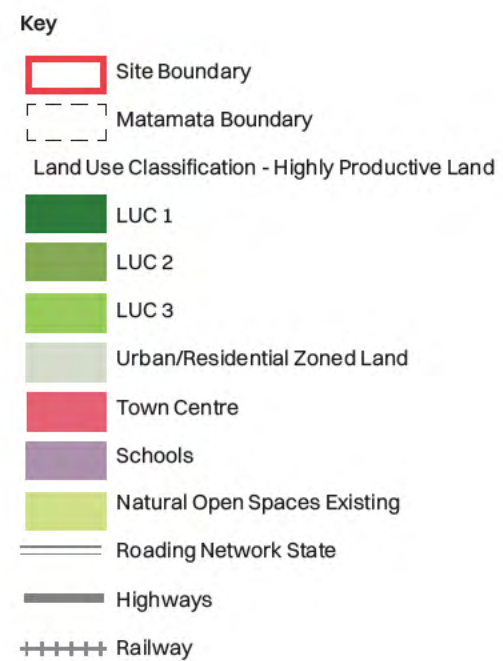 Key
Site Boundary
Matamata Boundary
Land Use Classification - Highly Productive Land
LUC 1
LUC 2
LUC 3
Urban/Residential Zoned Land
Town Centre
Schools
Natural Open Spaces Existing
Roading Network State
Highways
Railway